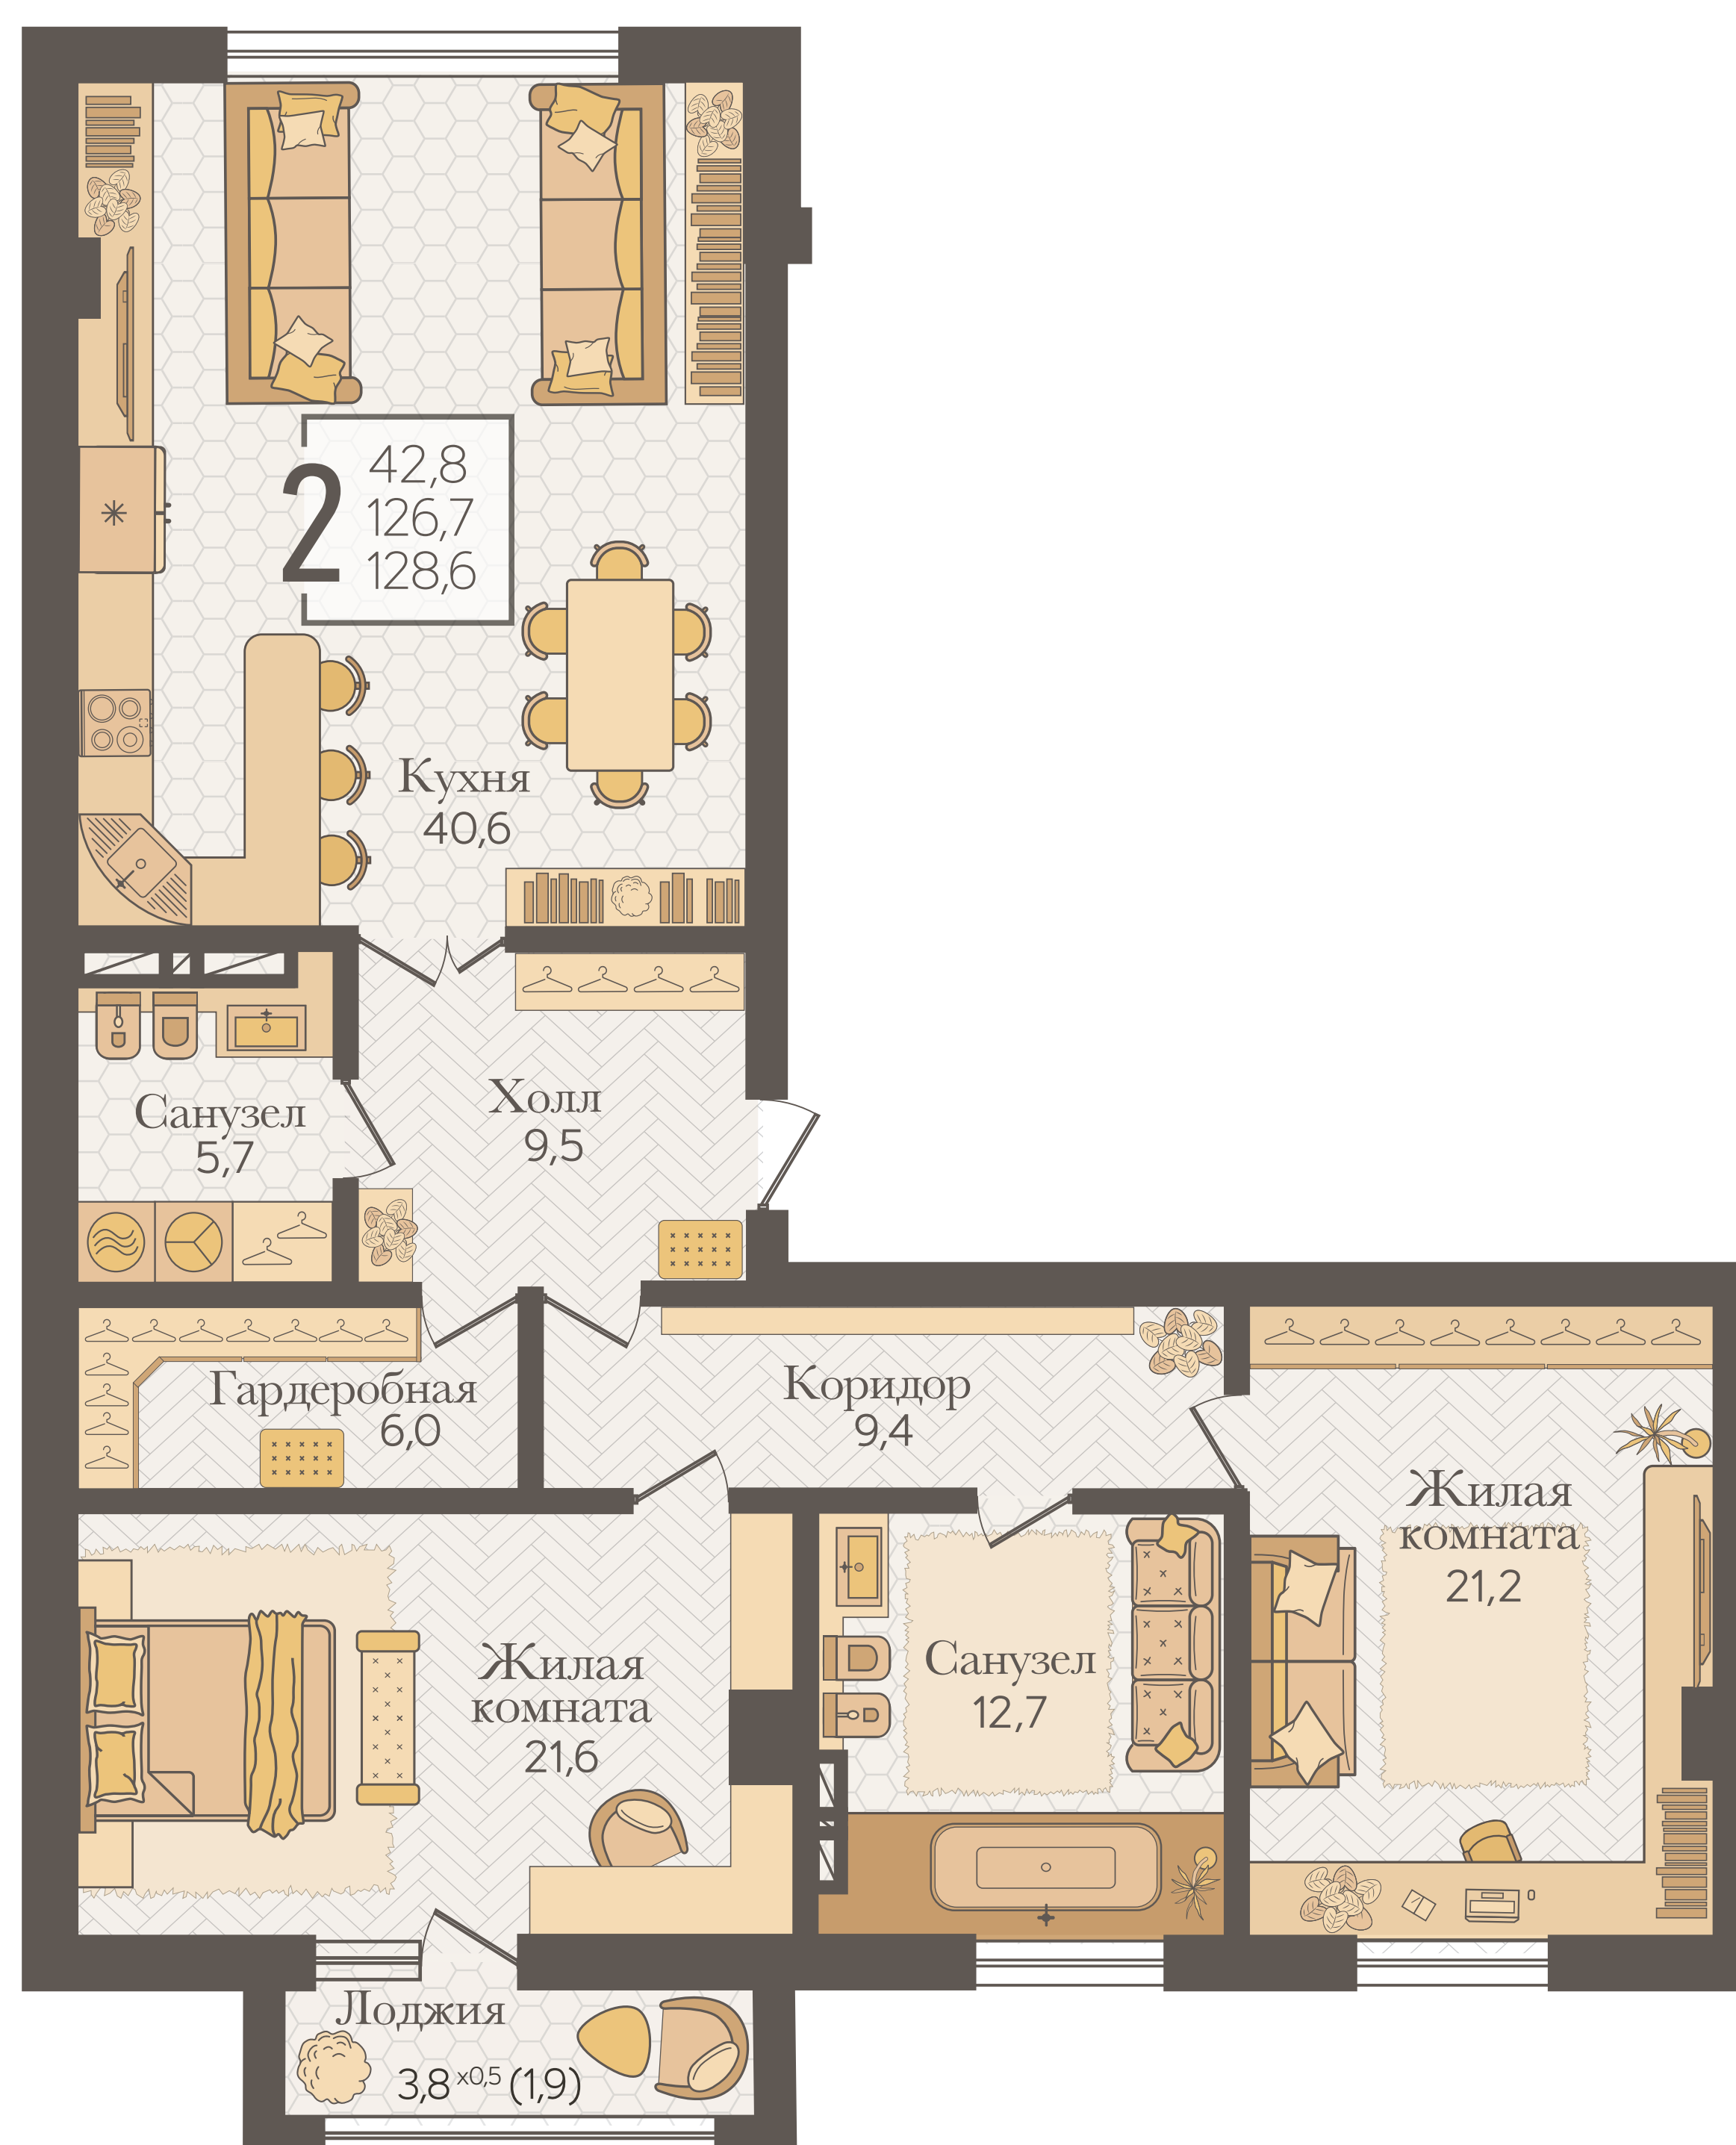 2
42,8
126,7
128,6
Кухня
40,6
Холл
9,5
Санузел
5,7
Гардеробная
6,0
Коридор
9,4
Жилая
комната
21,2
Жилая
комната
21,6
Санузел
12,7
Лоджия
3,8 x0,5 (1,9)